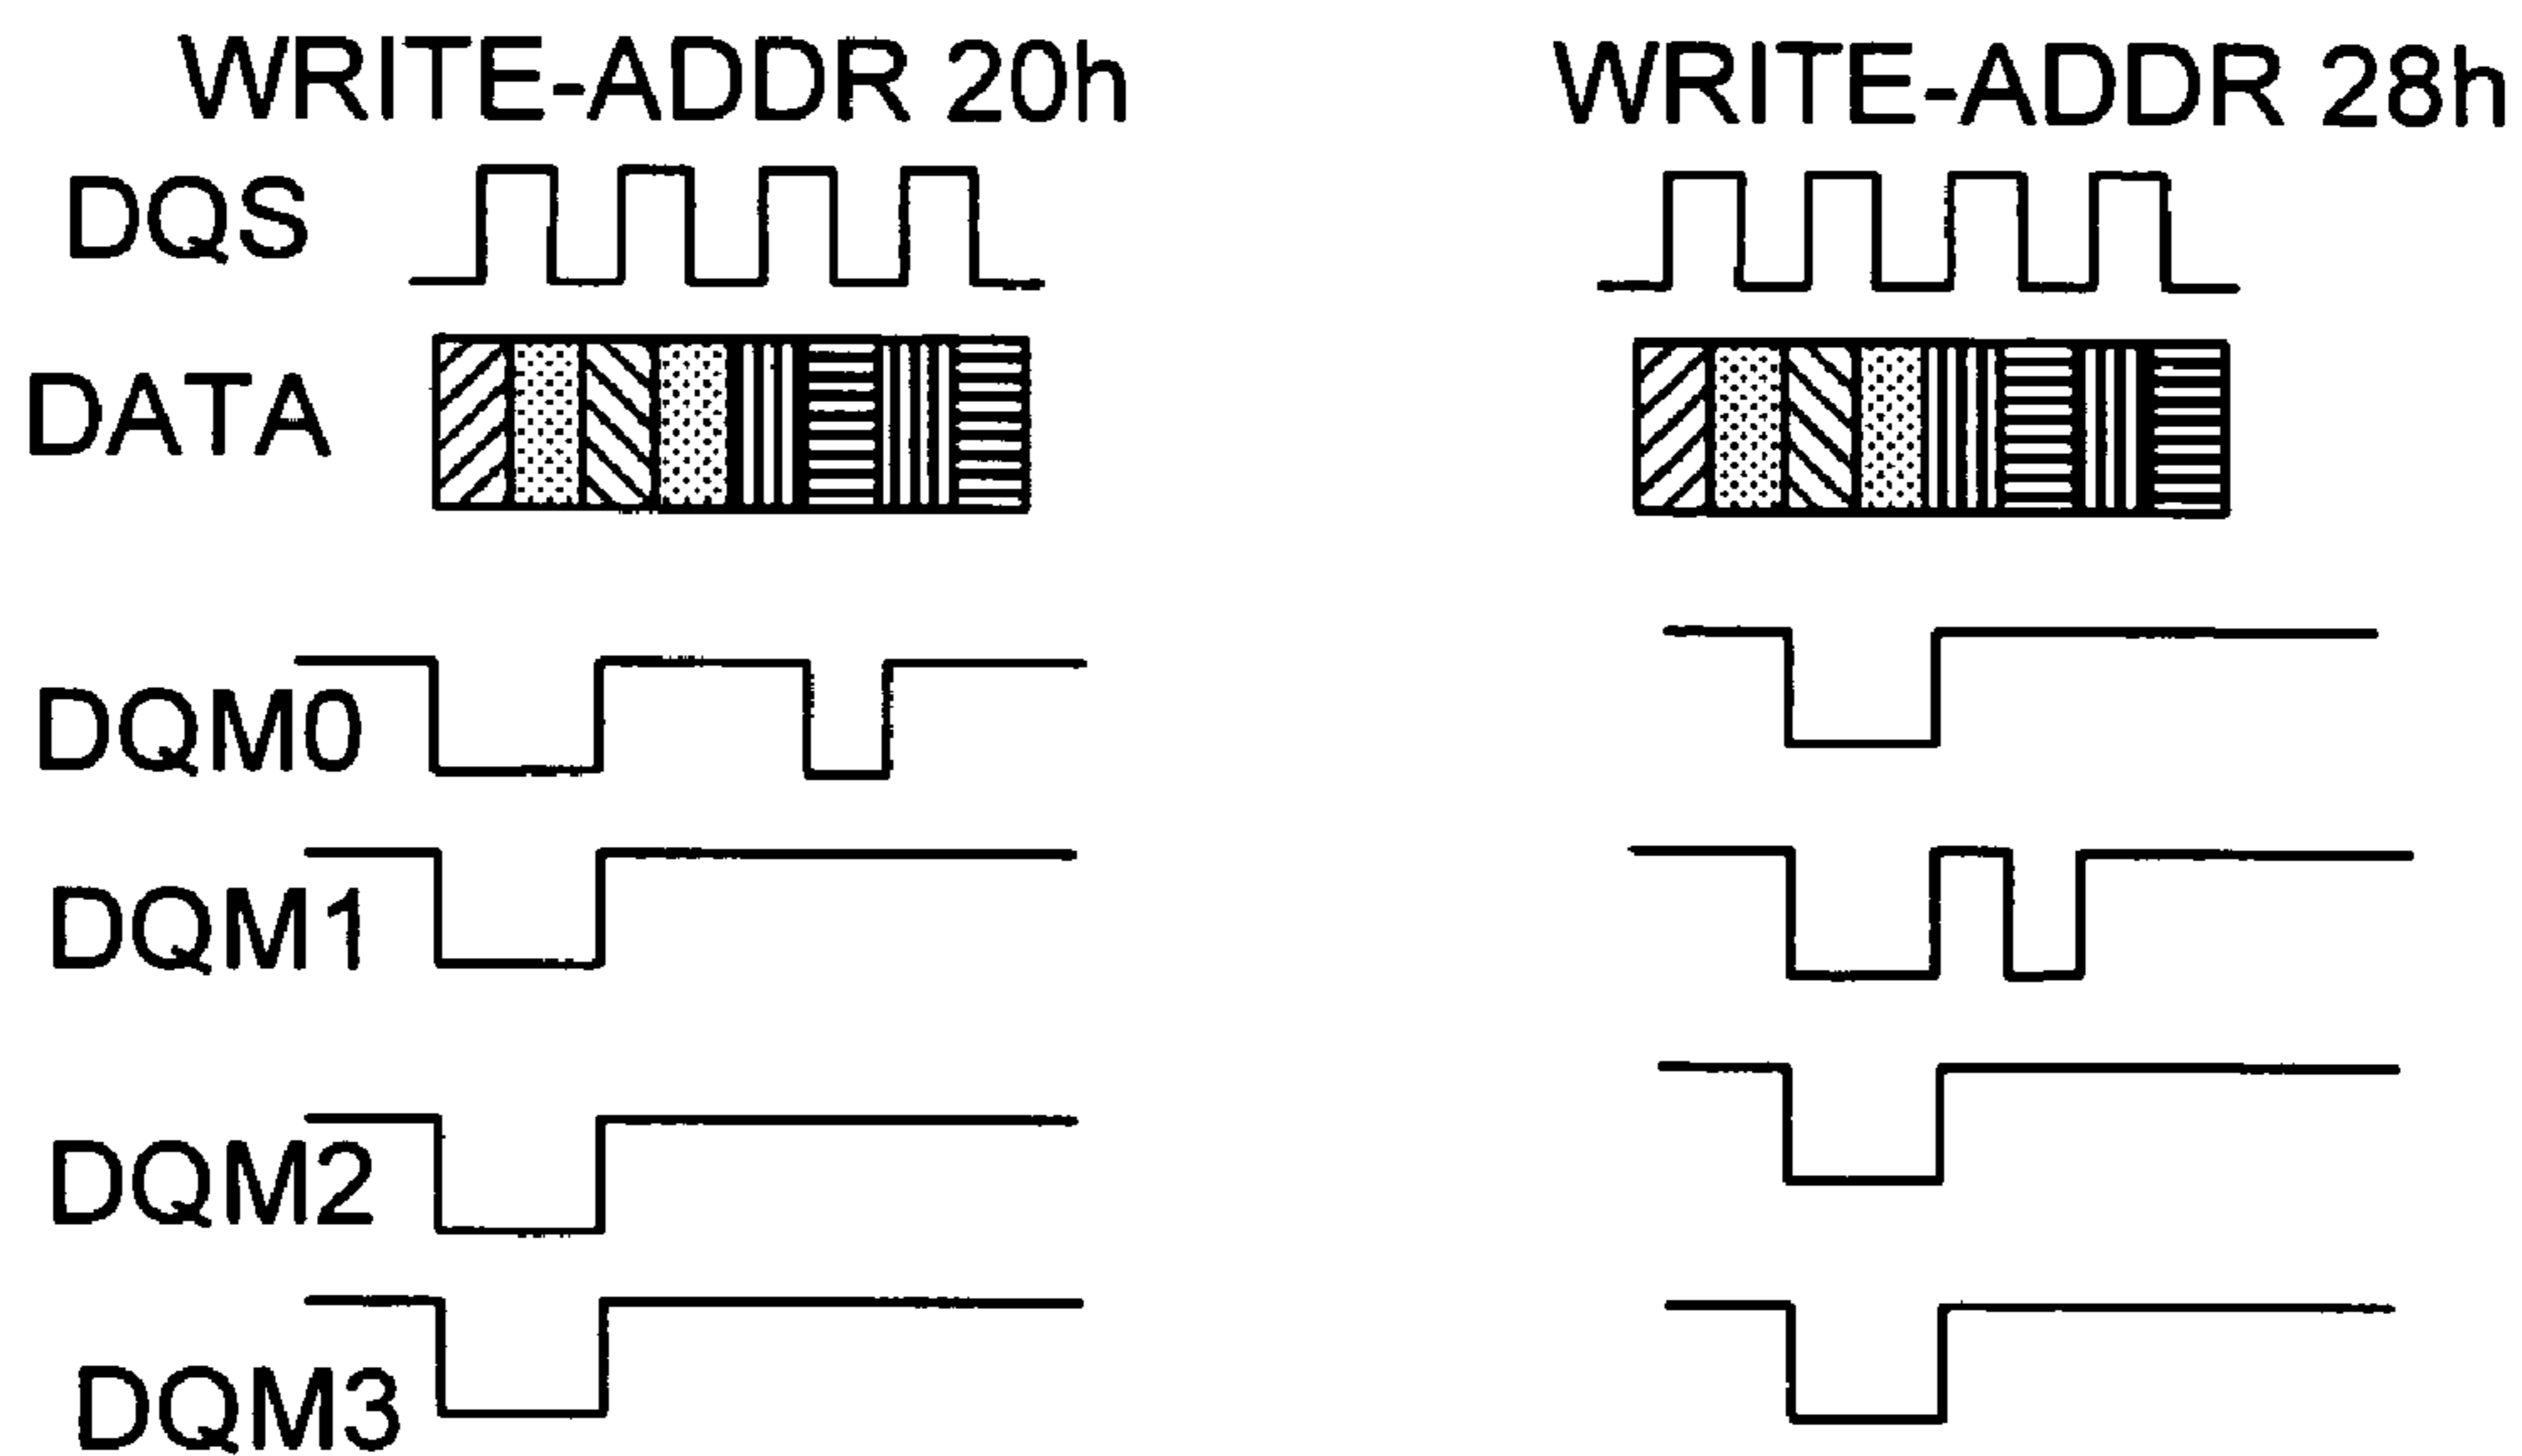 WRITE-ADDR 20h WRITE-ADDR 28h
DQS
DATA
DQM0
DQM1
DQM2
DQM3